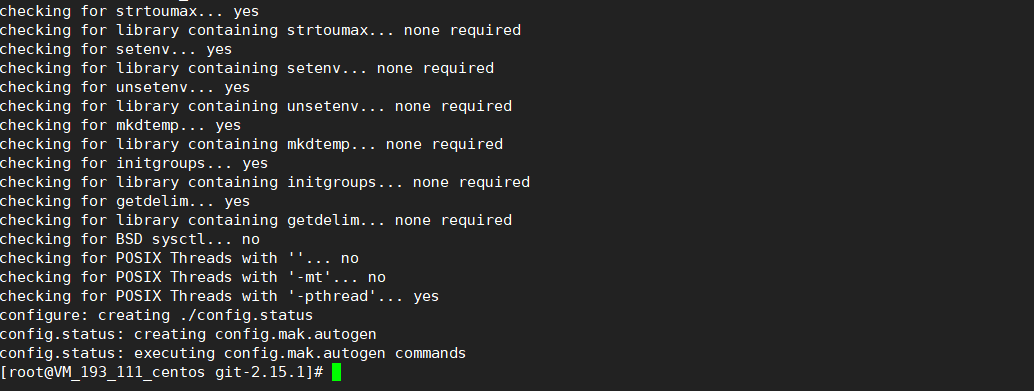 checking for strtoumax... yes
checking for library containing strtoumax... none required
checking for setenv... yes
checking for library containing setenv... none required
checking for unsetenv... yes
checking for library containing unsetenv... none required
checking for mkdtemp... yes
checking for library containing mkdtemp... none required
checking for initgroups... yes
checking for library containing initgroups... none required
checking for getdelim... yes
checking for library containing getdelim... none required
checking for BSD sysctl... no
checking for POSIX Threads with ''... no
checking for POSIX Threads with '-mt'... no
checking for POSIX Threads with '-pthread'... yes
configure: creating ./config.status
config.status: creating config.mak.autogen
config.status: executing config.mak.autogen commands
[root@VM_193_111_centos git-2.15.1]#